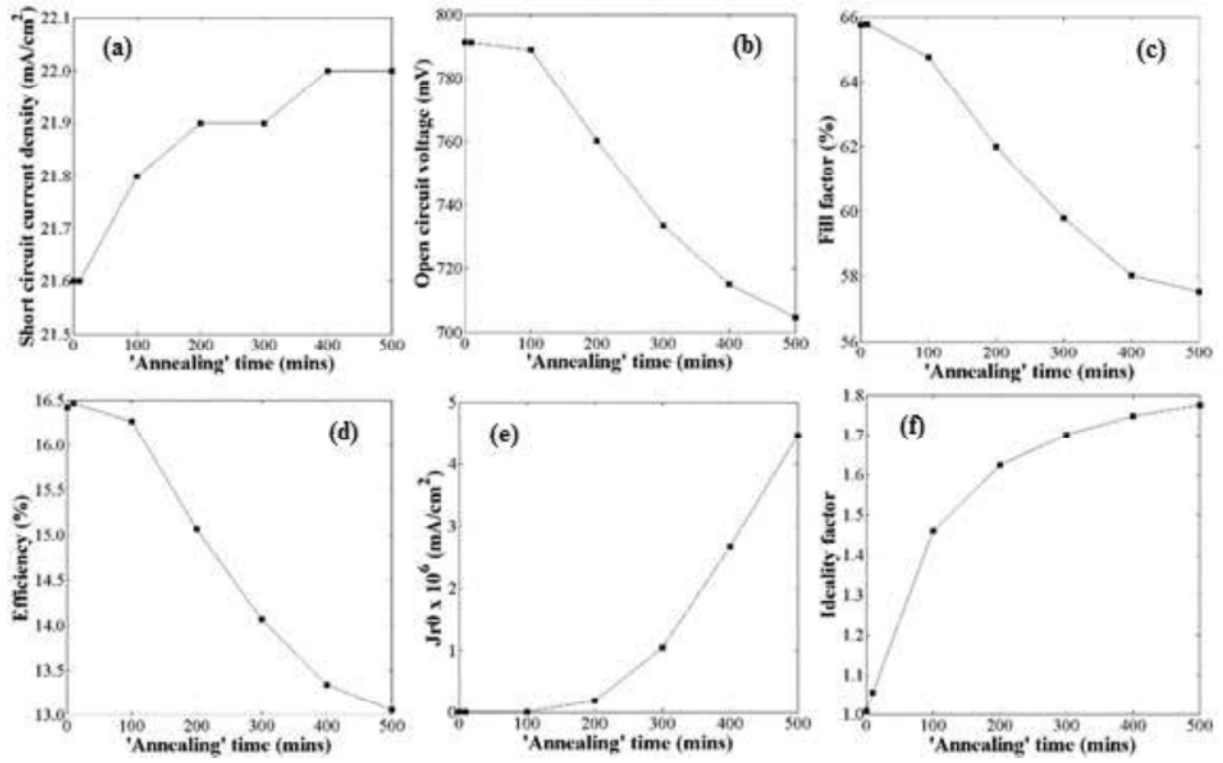 Short circuit current density (mA/cm²)
22.1
22.0
21.9
21.8
21.7
21.6
21.5
(a)
0 100 200 300 400 500
'Annealing' time (mins)
Open circuit voltage (mV)
800
780
760
740
720
700
(b)
0 100 200 300 400 500
'Annealing' time (mins)
Fill factor (%)
66
64
62
60
58
56
(c)
0 100 200 300 400 500
'Annealing' time (mins)
Efficiency (%)
16.5
16.0
15.5
15.0
14.5
14.0
13.5
13.0
(d)
0 100 200 300 400 500
'Annealing' time (mins)
Jr0 x 10⁶ (mA/cm²)
5
4
3
2
1
0
(e)
0 100 200 300 400 500
'Annealing' time (mins)
Ideality factor
1.8
1.7
1.6
1.5
1.4
1.3
1.2
1.1
1.0
(f)
0 100 200 300 400 500
'Annealing' time (mins)